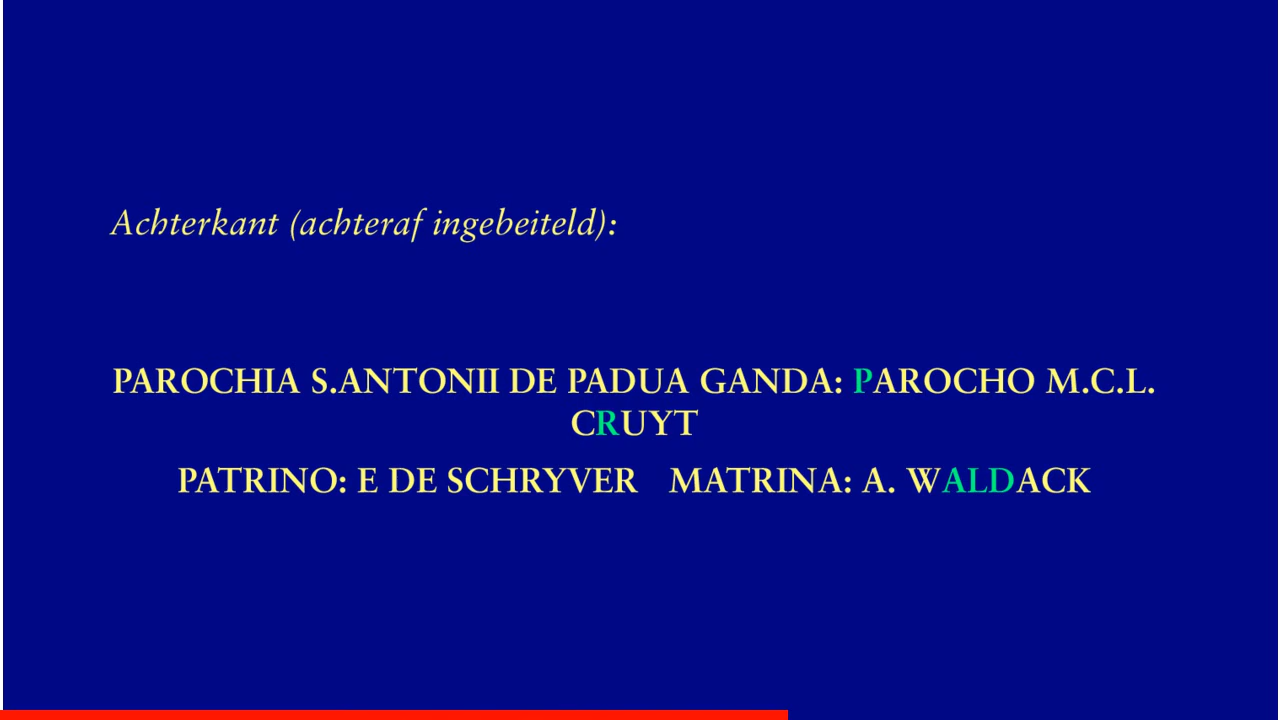 Achterkant (achteraf ingebeiteld):
PAROCHIA S.ANTONII DE PADUA GANDA: PAROCHO M.C.L.
CRUYT
PATRINO: E DE SCHRYVER MATRINA: A. WALDACK